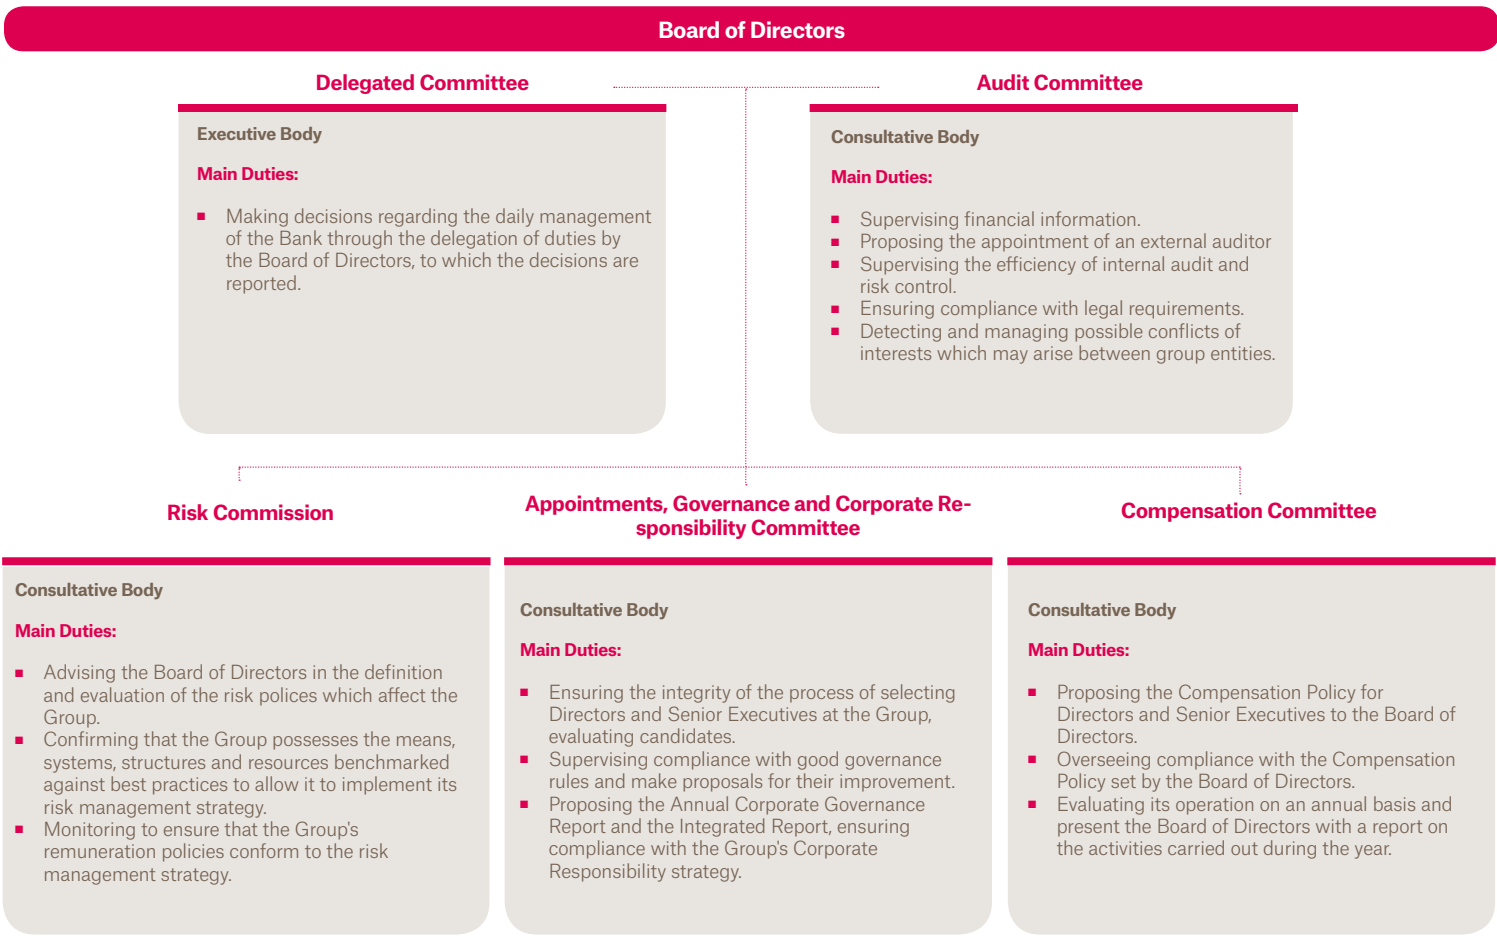 Board of Directors
Delegated Committee
Executive Body
Main Duties:
Making decisions regarding the daily management
of the Bank through the delegation of duties by
the Board of Directors, to which the decisions are
reported.
Audit Committee
Consultative Body
Main Duties:
Supervising financial information.
Proposing the appointment of an external auditor
Supervising the efficiency of internal audit and
risk control.
Ensuring compliance with legal requirements.
Detecting and managing possible conflicts of
interests which may arise between group entities.
Risk Commission
Consultative Body
Main Duties:
Advising the Board of Directors in the definition
and evaluation of the risk polices which affect the
Group.
Confirming that the Group possesses the means,
systems, structures and resources benchmarked
against best practices to allow it to implement its
risk management strategy.
Monitoring to ensure that the Group's
remuneration policies conform to the risk
management strategy.
Appointments, Governance and Corporate Re-
sponsibility Committee
Consultative Body
Main Duties:
Ensuring the integrity of the process of selecting
Directors and Senior Executives at the Group,
evaluating candidates.
Supervising compliance with good governance
rules and make proposals for their improvement.
Proposing the Annual Corporate Governance
Report and the Integrated Report, ensuring
compliance with the Group's Corporate
Responsibility strategy.
Compensation Committee
Consultative Body
Main Duties:
Proposing the Compensation Policy for
Directors and Senior Executives to the Board of
Directors.
Overseeing compliance with the Compensation
Policy set by the Board of Directors.
Evaluating its operation on an annual basis and
present the Board of Directors with a report on
the activities carried out during the year.